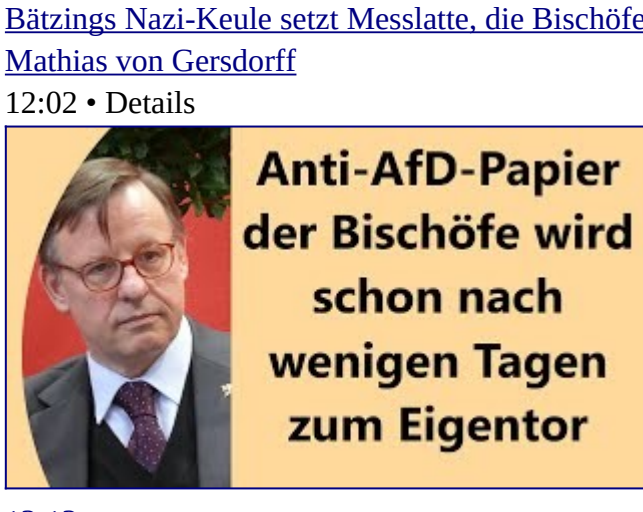 Bätzings Nazi-Keule setzt Messlatte, die Bischöfe
Mathias von Gersdorff
12:02 • Details
Anti-AfD-Papier
der Bischöfe wird
schon nach
wenigen Tagen
zum Eigentor